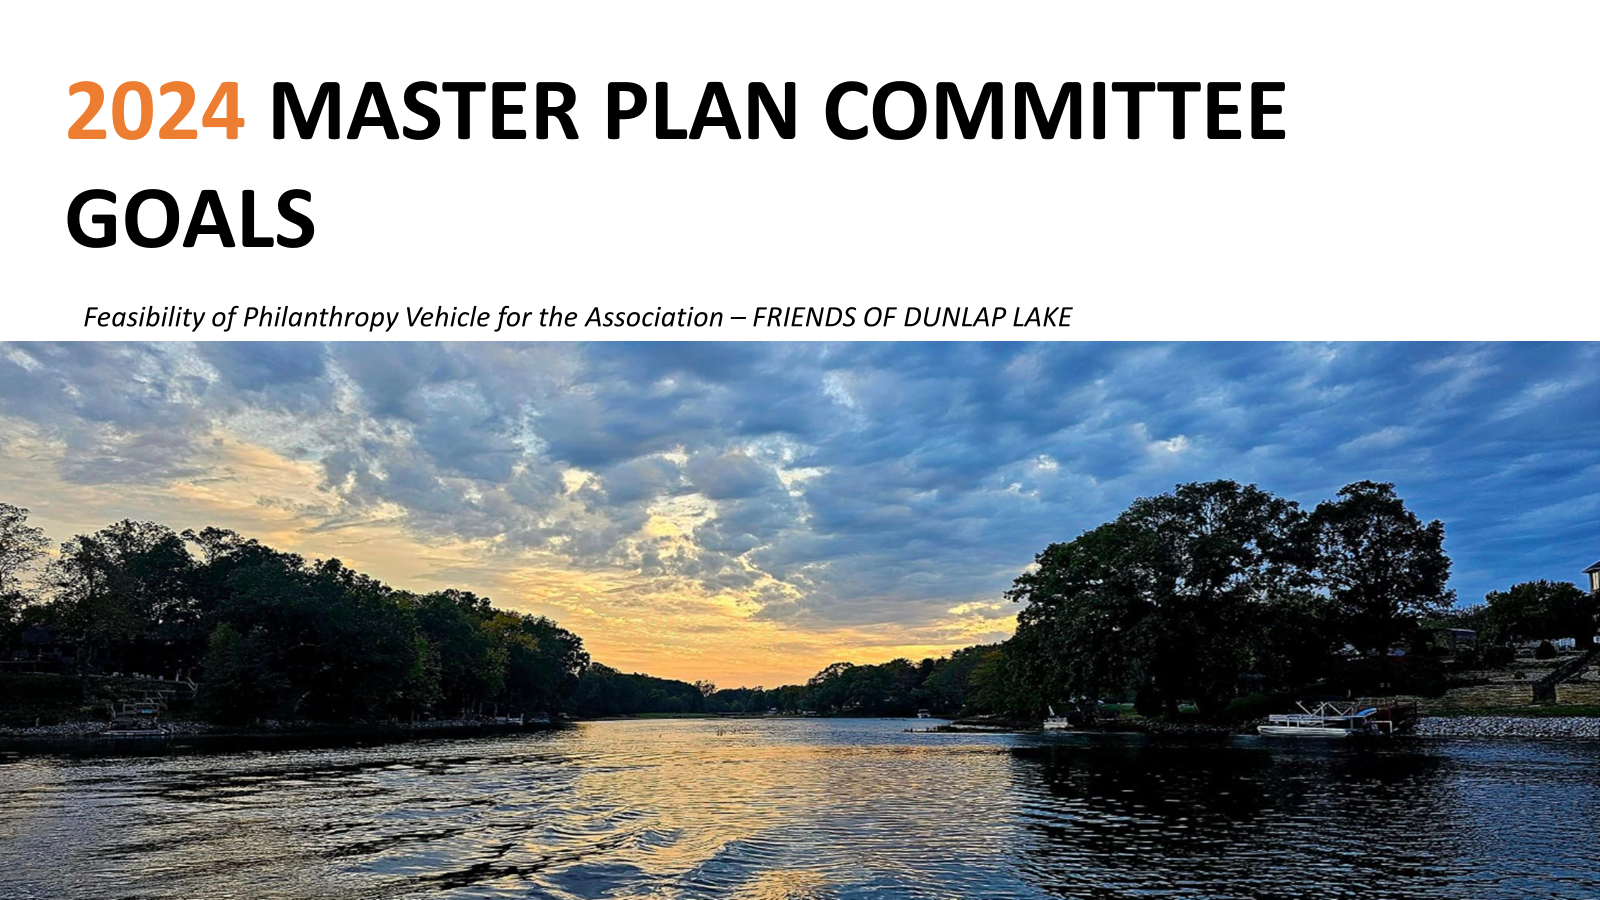 2024 MASTER PLAN COMMITTEE
GOALS
Feasibility of Philanthropy Vehicle for the Association – FRIENDS OF DUNLAP LAKE